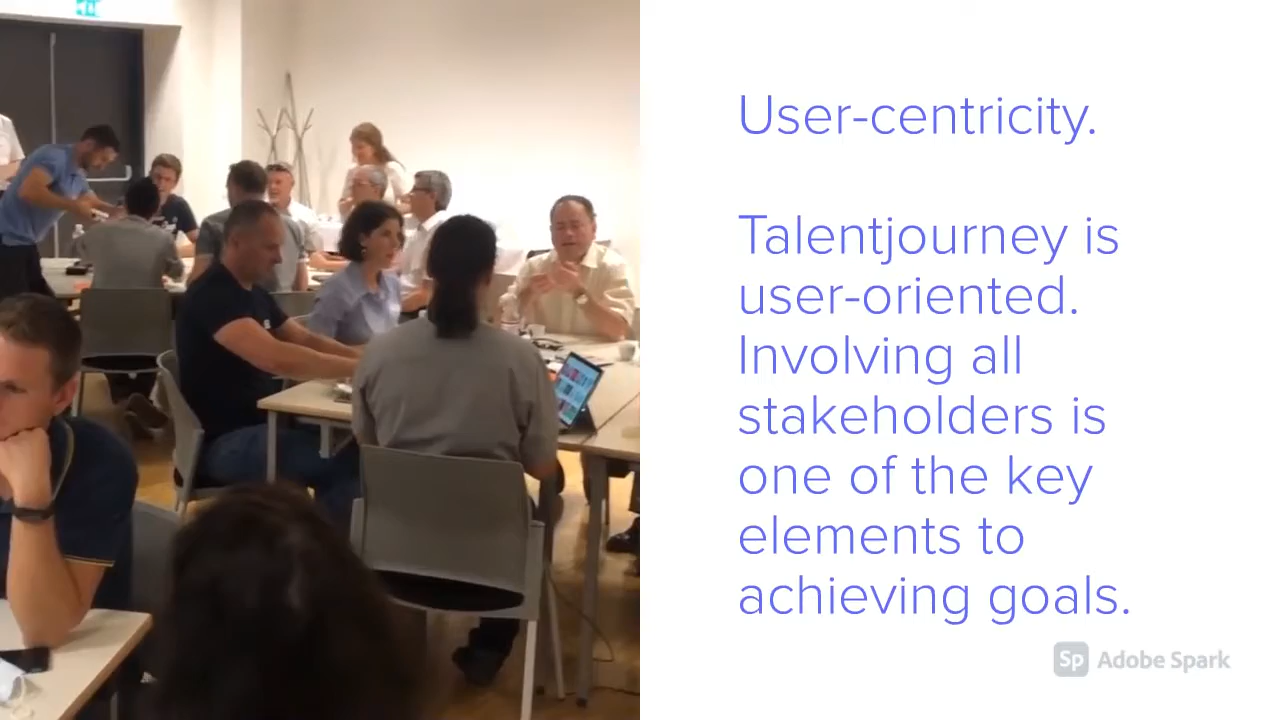 User-centricity.
Talentjourney is
user-oriented.
Involving all
stakeholders is
one of the key
elements to
achieving goals.
Sp Adobe Spark